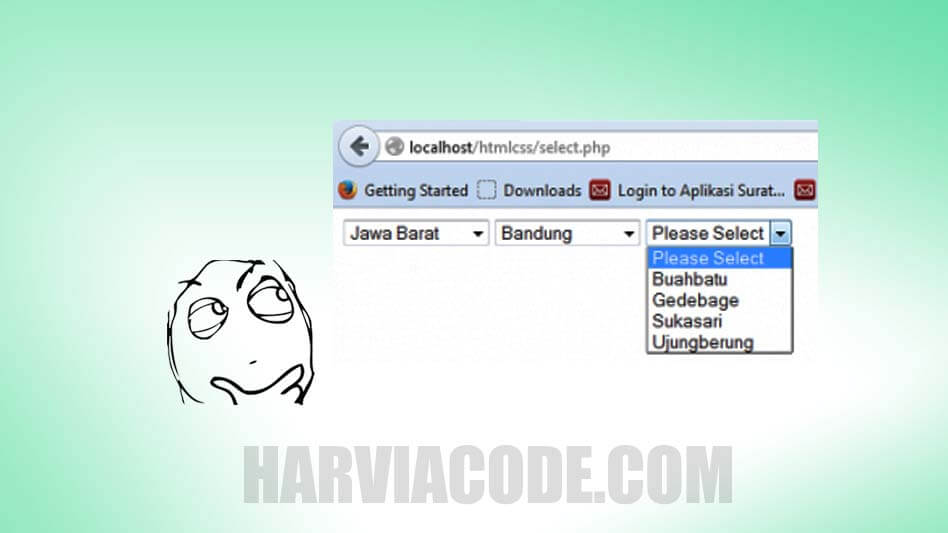 localhost/htmlcss/select.php
Getting Started Downloads Login to Aplikasi Surat...
Jawa Barat Bandung Please Select
Please Select
Buahbatu
Gedebage
Sukasari
Ujungberung
HARVIACODE.COM